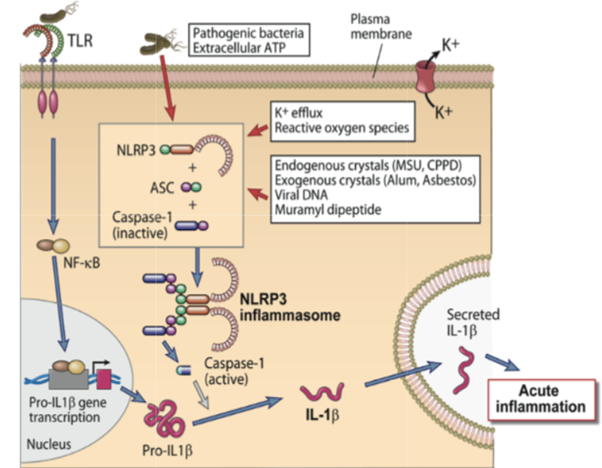 TLR
Pathogenic bacteria
Extracellular ATP
Plasma
membrane
K+
K+
K+ efflux
Reactive oxygen species
NLRP3
+
ASC
+
Caspase-1
(inactive)
Endogenous crystals (MSU, CPPD)
Exogenous crystals (Alum, Asbestos)
Viral DNA
Muramyl dipeptide
NF-κB
NLRP3
inflammasome
Caspase-1
(active)
Secreted
IL-1β
Acute
inflammation
Pro-IL1β gene
transcription
Nucleus
Pro-IL1β
IL-1β